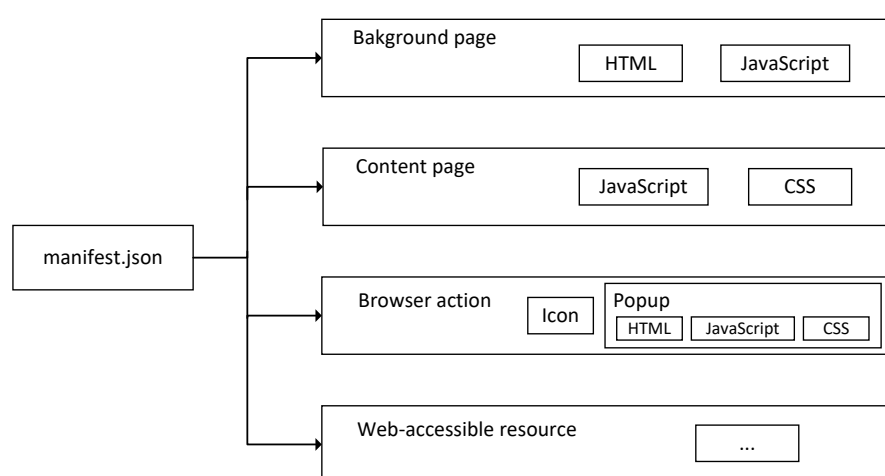 Bakground page
HTML
JavaScript
Content page
JavaScript
CSS
manifest.json
Browser action
Icon
Popup
HTML
JavaScript
CSS
Web-accessible resource
...